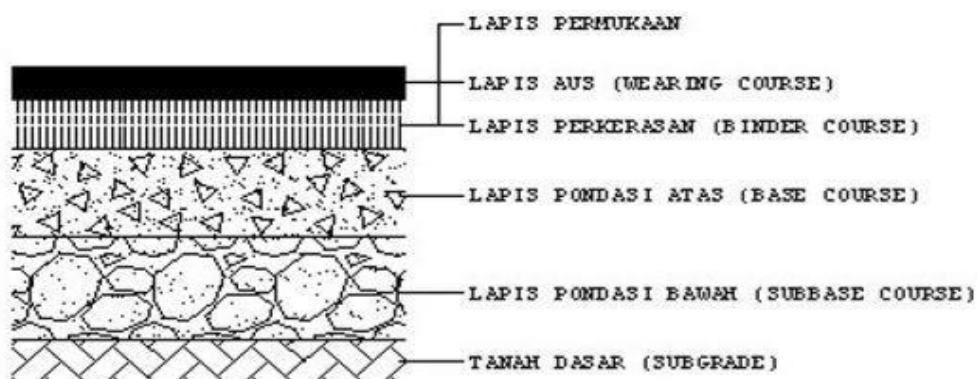 LAPIS PERMUKAAN
LAPIS AUS (WEARING COURSE)
LAPIS PERKERASAN (BINDER COURSE)
LAPIS PONDASI ATAS (BASE COURSE)
LAPIS PONDASI BAWAH (SUBBASE COURSE)
TANAH DASAR (SUBGRADE)